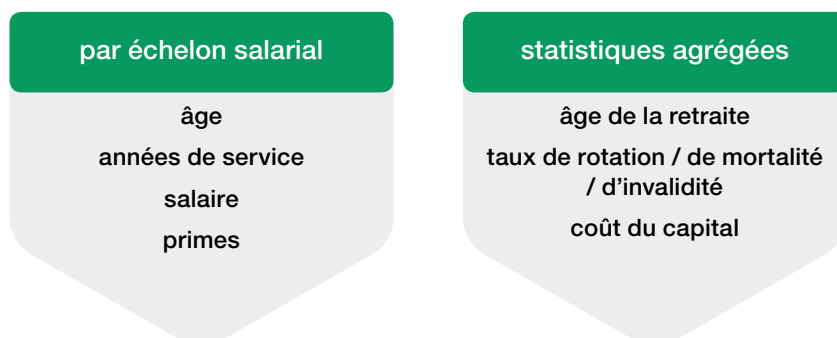 par échelon salarial
âge
années de service
salaire
primes
statistiques agrégées
âge de la retraite
taux de rotation / de mortalité
/ d’invalidité
coût du capital